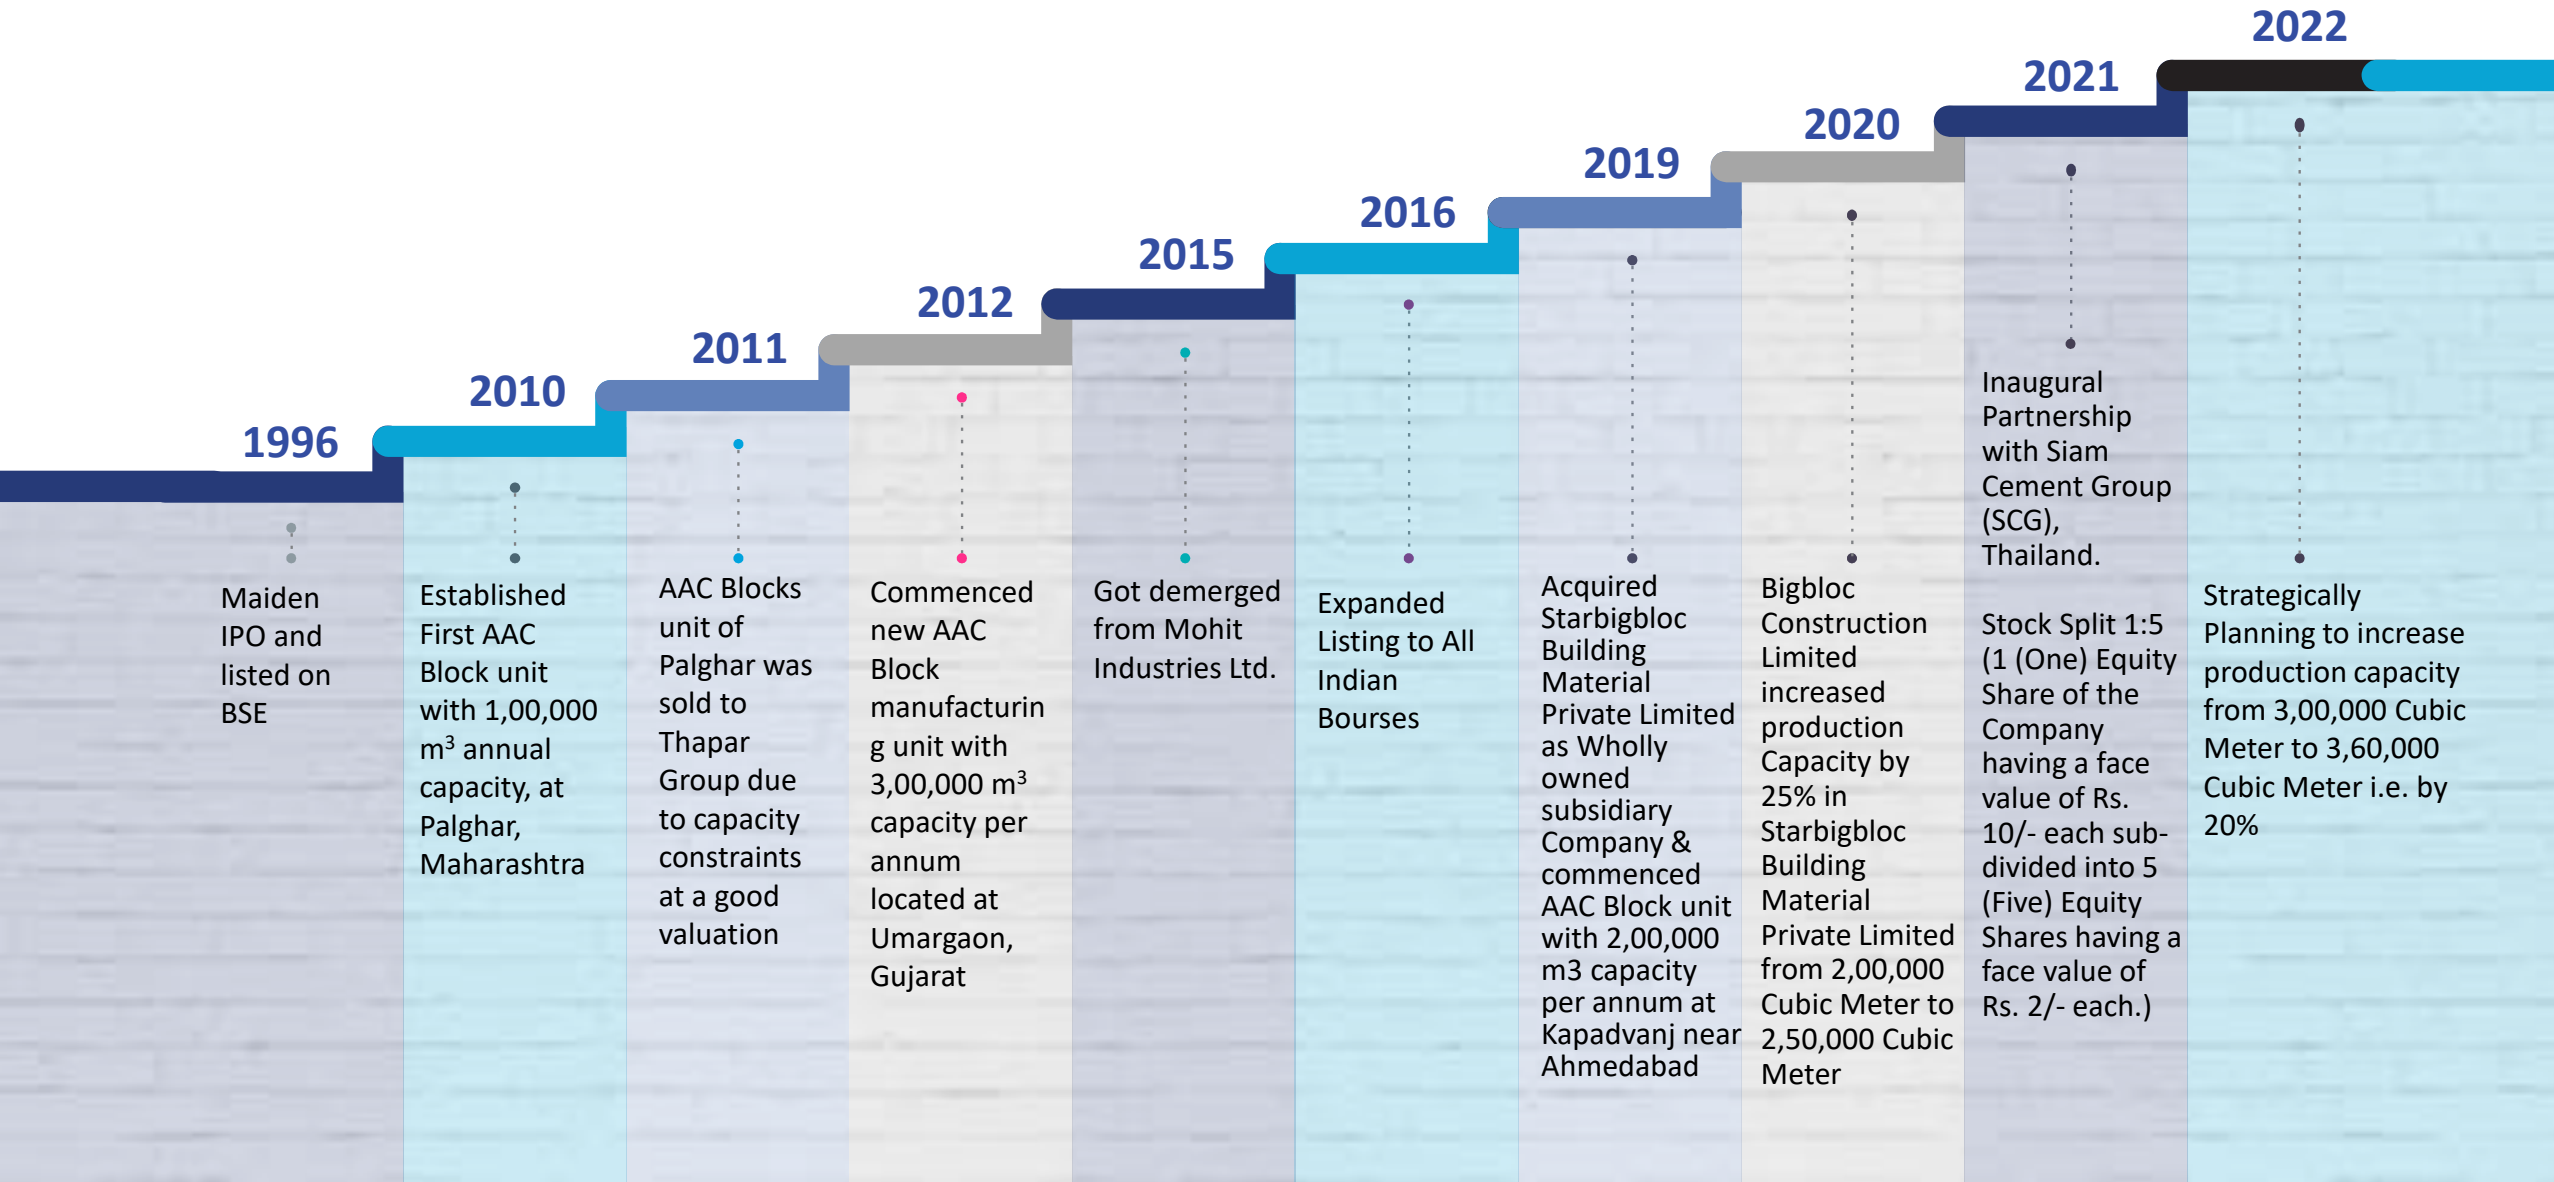 1996
Maiden
IPO and
listed on
BSE
2010
Established
First AAC
Block unit
with 1,00,000
m³ annual
capacity, at
Palghar,
Maharashtra
2011
AAC Blocks
unit of
Palghar was
sold to
Thapar
Group due
to capacity
constraints
at a good
valuation
2012
Commenced
new AAC
Block
manufacturin
g unit with
3,00,000 m³
capacity per
annum
located at
Umargaon,
Gujarat
2015
Got demerged
from Mohit
Industries Ltd.
2016
Expanded
Listing to All
Indian
Bourses
2019
Acquired
Starbigbloc
Building
Material
Private Limited
as Wholly
owned
subsidiary
Company &
commenced
AAC Block unit
with 2,00,000
m3 capacity
per annum at
Kapadvanj near
Ahmedabad
2020
Bigbloc
Construction
Limited
increased
production
Capacity by
25% in
Starbigbloc
Building
Material
Private Limited
from 2,00,000
Cubic Meter to
2,50,000 Cubic
Meter
2021
Inaugural
Partnership
with Siam
Cement Group
(SCG),
Thailand.
Stock Split 1:5
(1 (One) Equity
Share of the
Company
having a face
value of Rs.
10/- each sub-
divided into 5
(Five) Equity
Shares having a
face value of
Rs. 2/- each.)
2022
Strategically
Planning to increase
production capacity
from 3,00,000 Cubic
Meter to 3,60,000
Cubic Meter i.e. by
20%